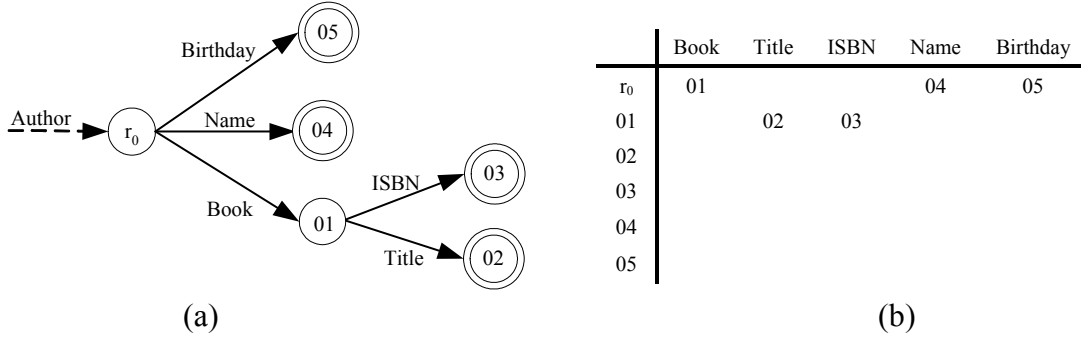 05
Birthday
Author
r₀
Name
04
ISBN
03
Book
01
Title
02
(a)
Book Title ISBN Name Birthday
r₀ 01 04 05
01 02 03
02
03
04
05
(b)